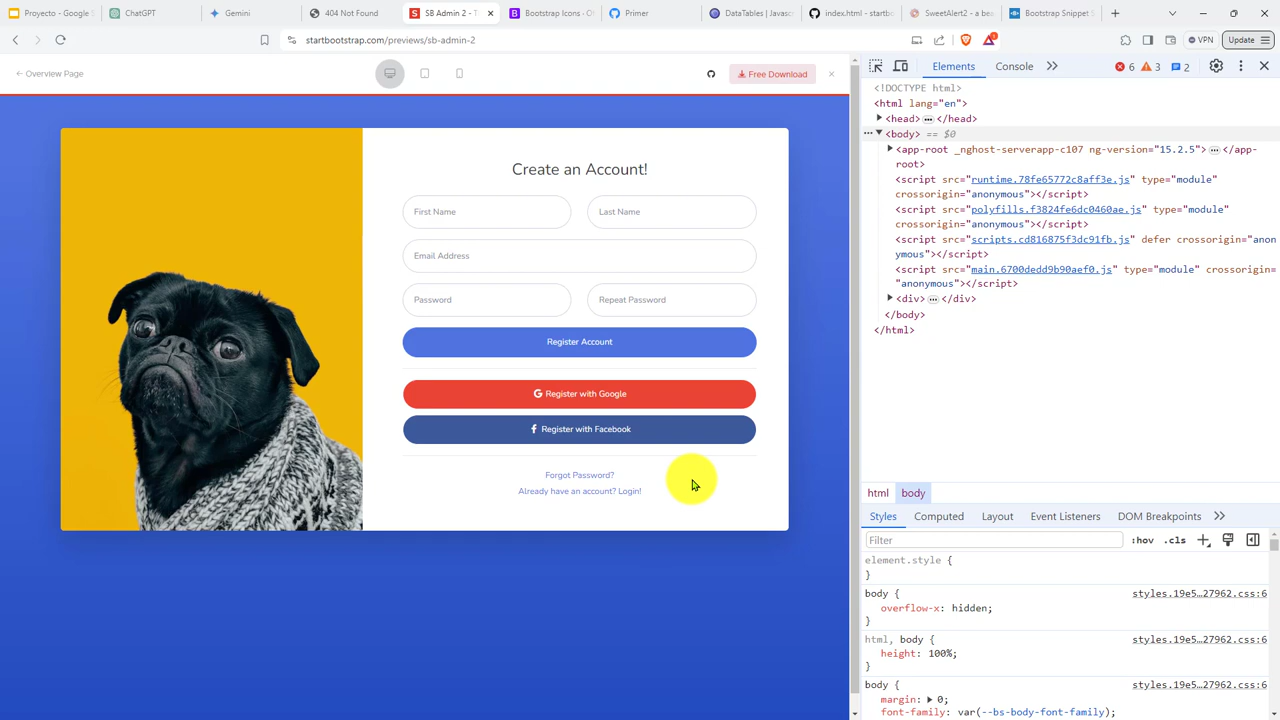 Proyecto - Google S
ChatGPT
Gemini
404 Not Found
SB Admin 2 - T
Bootstrap Icons - O
Primer
DataTables | Javasc
index.html - startbo
SweetAlert2 - a bea
Bootstrap Snippet S
startbootstrap.com/previews/sb-admin-2
VPN
Update
Overview Page
Free Download
Create an Account!
First Name
Last Name
Email Address
Password
Repeat Password
Register Account
Register with Google
Register with Facebook
Forgot Password?
Already have an account? Login!
Elements
Console
6
3
2
<!DOCTYPE html>
<html lang="en">
<head> … </head>
<body> == $0
<app-root _nghost-serverapp-c107 ng-version="15.2.5"> … </app-
root>
<script src="runtime.78fe65772c8aff3e.js" type="module"
crossorigin="anonymous"></script>
<script src="polyfills.f3824fe6dc0460ae.js" type="module"
crossorigin="anonymous"></script>
<script src="scripts.cd816875f3dc91fb.js" defer crossorigin="anon
ymous"></script>
<script src="main.6700dedd9b90aef0.js" type="module" crossorigin=
"anonymous"></script>
<div> … </div>
</body>
</html>
html
body
Styles
Computed
Layout
Event Listeners
DOM Breakpoints
Filter
:hov
.cls
element.style {
}
body {
styles.19e5…27962.css:6
overflow-x: hidden;
}
html, body {
styles.19e5…27962.css:6
height: 100%;
}
body {
styles.19e5…27962.css:6
margin: 0;
font-family: var(--bs-body-font-family);